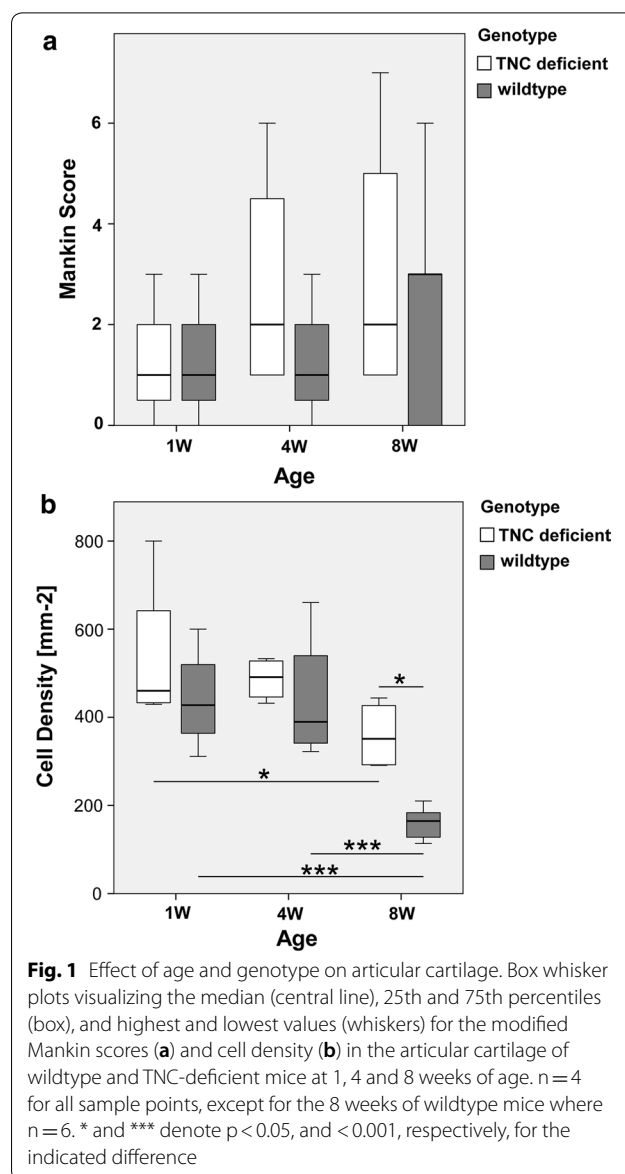 a
Genotype
TNC deficient
wildtype
Mankin Score
6
4
2
0
1W 4W 8W
Age
b
Genotype
TNC deficient
wildtype
Cell Density [mm-2]
800
600
400
200
0
*
*
***
***
1W 4W 8W
Age
Fig. 1 Effect of age and genotype on articular cartilage. Box whisker
plots visualizing the median (central line), 25th and 75th percentiles
(box), and highest and lowest values (whiskers) for the modified
Mankin scores (a) and cell density (b) in the articular cartilage of
wildtype and TNC-deficient mice at 1, 4 and 8 weeks of age. n = 4
for all sample points, except for the 8 weeks of wildtype mice where
n = 6. * and *** denote p < 0.05, and < 0.001, respectively, for the
indicated difference